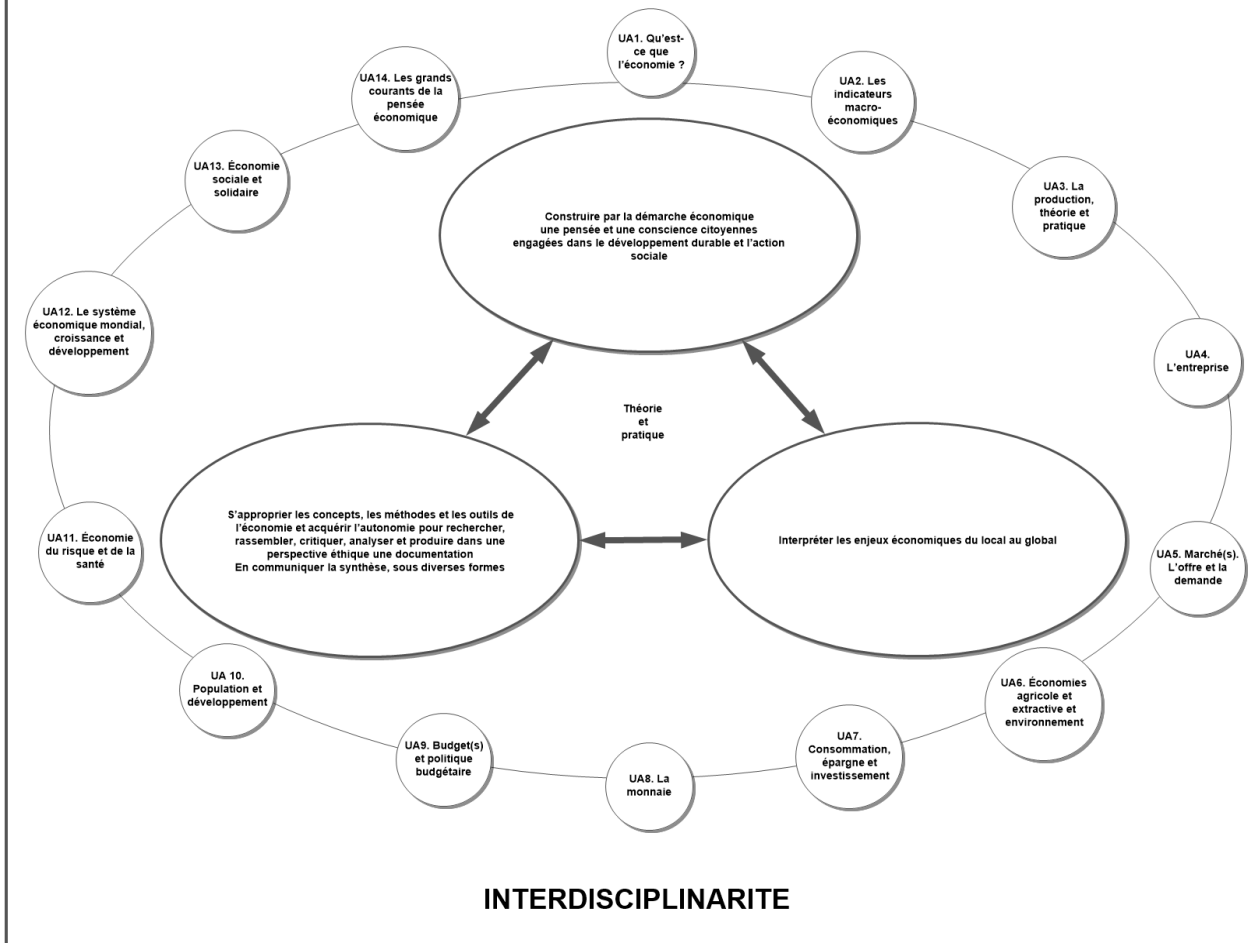 UA1. Qu'est-
ce que
l'économie ?
UA2. Les
indicateurs
macro-
économiques
UA3. La
production,
théorie et
pratique
UA4.
L'entreprise
UA5. Marché(s).
L'offre et la
demande
UA6. Économies
agricole et
extractive et
environnement
UA7.
Consommation,
épargne et
investissement
UA8. La
monnaie
UA9. Budget(s)
et politique
budgétaire
UA 10.
Population et
développement
UA11. Économie
du risque et de la
santé
UA12. Le système
économique mondial,
croissance et
développement
UA13. Économie
sociale et
solidaire
UA14. Les grands
courants de la
pensée
économique
Construire par la démarche économique
une pensée et une conscience citoyennes
engagées dans le développement durable et l'action
sociale
Théorie
et
pratique
S'approprier les concepts, les méthodes et les outils de
l'économie et acquérir l'autonomie pour rechercher,
rassembler, critiquer, analyser et produire dans une
perspective éthique une documentation
En communiquer la synthèse, sous diverses formes
Interpréter les enjeux économiques du local au global
INTERDISCIPLINARITE